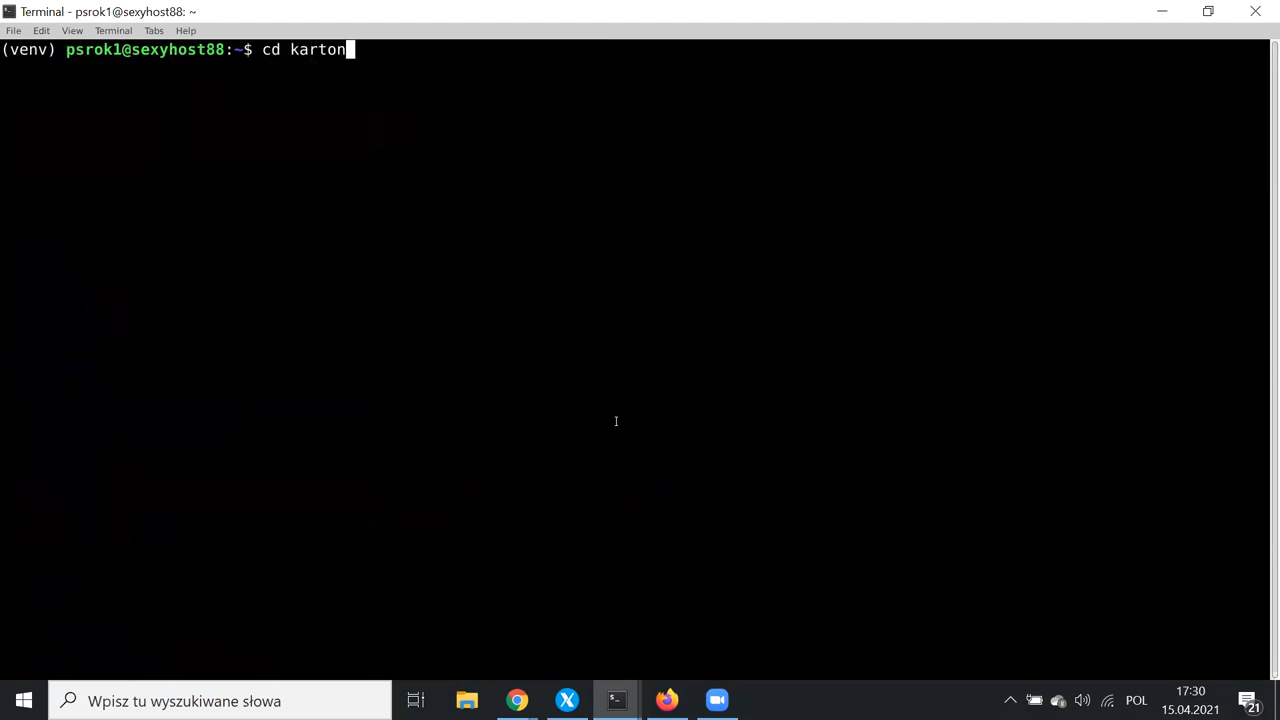 Terminal - psrok1@sexyhost88: ~
File Edit View Terminal Tabs Help
(venv) psrok1@sexyhost88:~$ cd karton
Wpisz tu wyszukiwane słowa
POL
17:30
15.04.2021
21